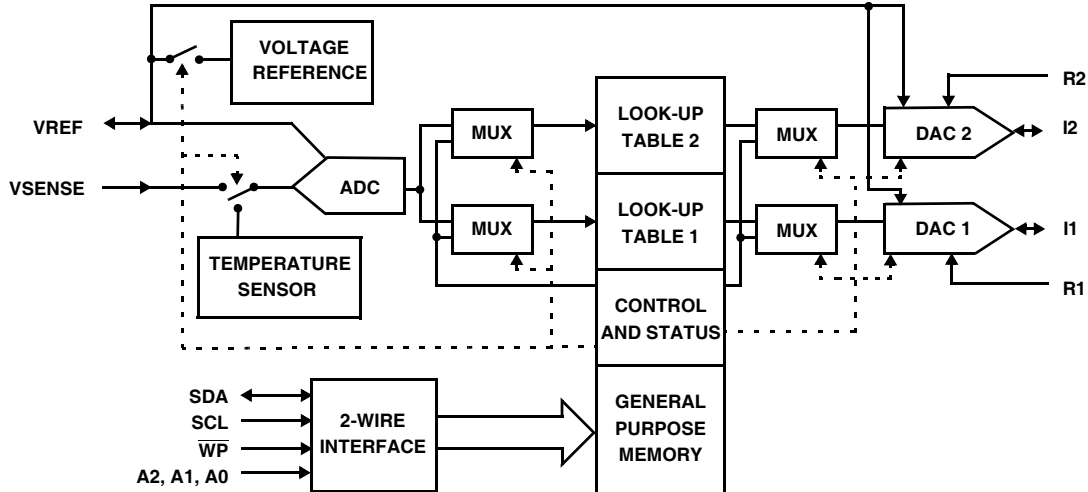 VOLTAGE
REFERENCE
VREF
VSENSE
ADC
TEMPERATURE
SENSOR
MUX
MUX
LOOK-UP
TABLE 2
LOOK-UP
TABLE 1
CONTROL
AND STATUS
GENERAL
PURPOSE
MEMORY
MUX
MUX
DAC 2
DAC 1
R2
I2
I1
R1
SDA
SCL
WP
A2, A1, A0
2-WIRE
INTERFACE